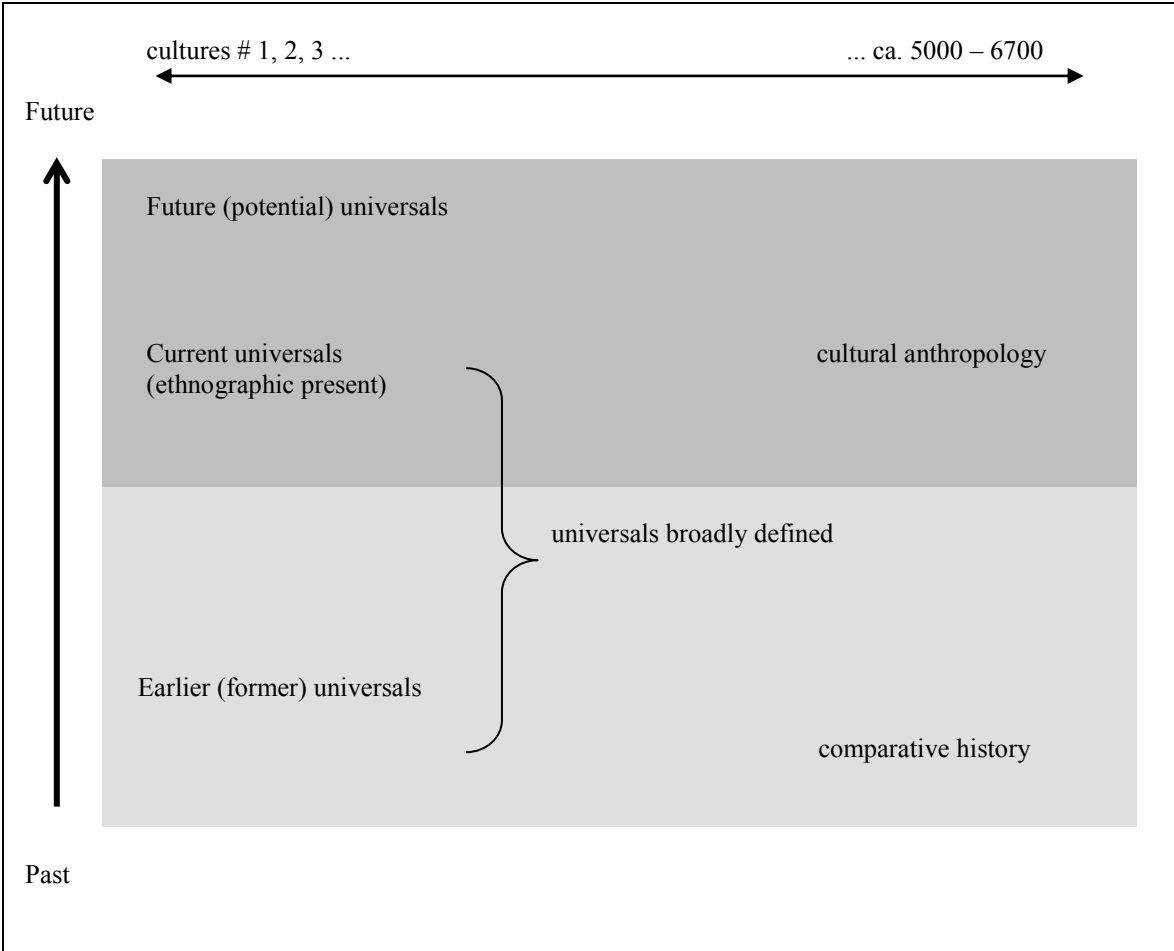 cultures # 1, 2, 3 ...
... ca. 5000 – 6700
Future
Future (potential) universals
Current universals
(ethnographic present)
cultural anthropology
universals broadly defined
Earlier (former) universals
comparative history
Past